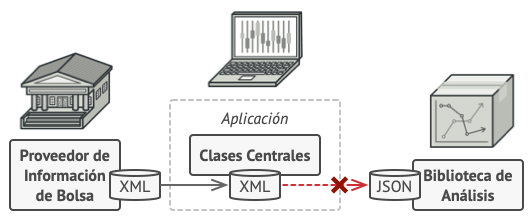 Aplicación
Proveedor de
Información
de Bolsa
XML
Clases Centrales
XML
JSON
Biblioteca de
Análisis